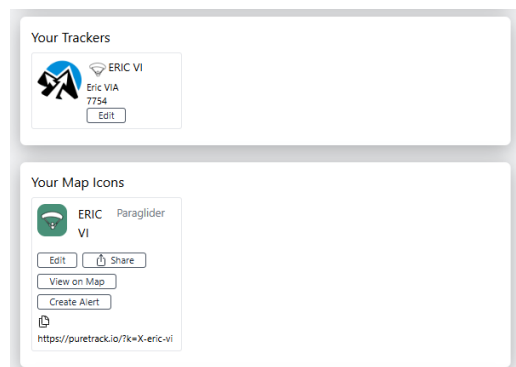 Your Trackers
ERIC VI
Eric VIA
7754
Edit
Your Map Icons
ERIC Paraglider
VI
Edit Share
View on Map
Create Alert
https://puretrack.io/?k=X-eric-vi